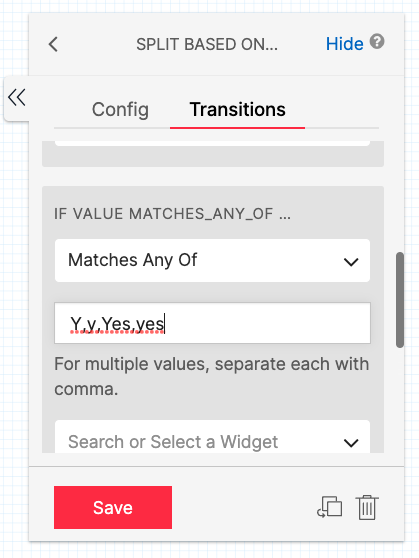 SPLIT BASED ON...
Hide
Config
Transitions
IF VALUE MATCHES_ANY_OF ...
Matches Any Of
Y,y,Yes,yes
For multiple values, separate each with
comma.
Search or Select a Widget
Save